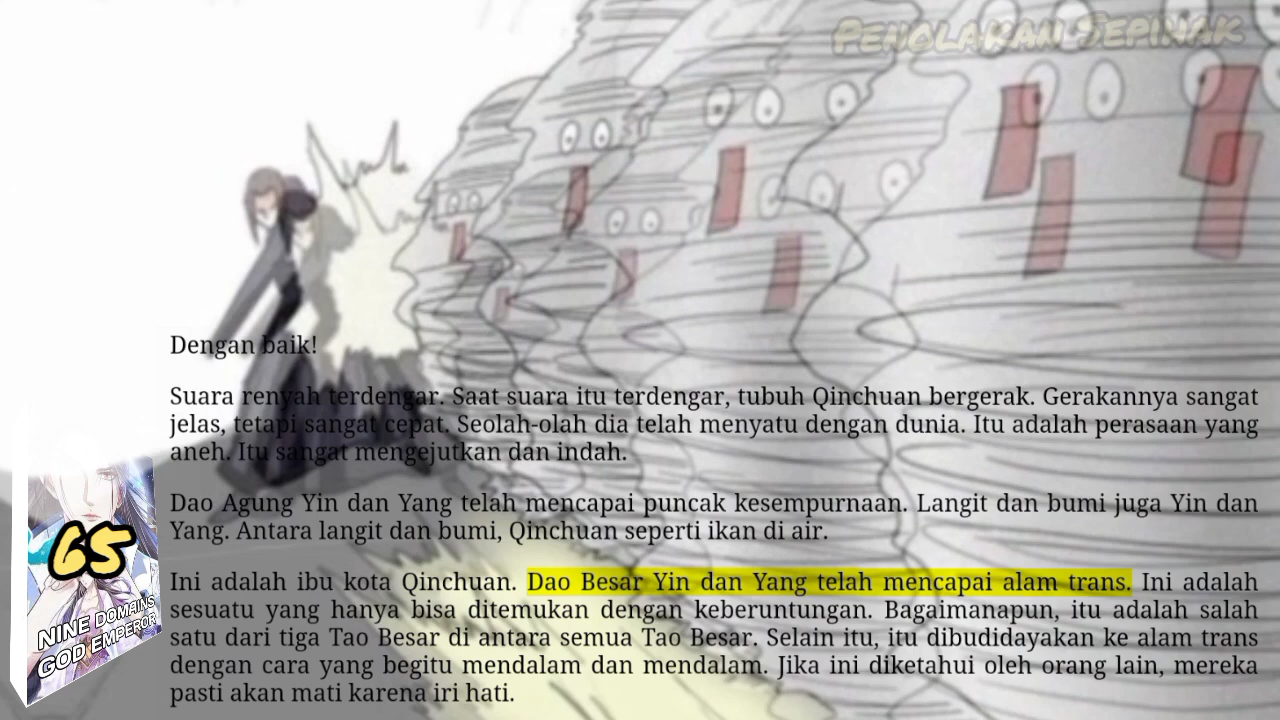 PENOLAKAN SEPIHAK
Dengan baik!
Suara renyah terdengar. Saat suara itu terdengar, tubuh Qinchuan bergerak. Gerakannya sangat
jelas, tetapi sangat cepat. Seolah-olah dia telah menyatu dengan dunia. Itu adalah perasaan yang
aneh. Itu sangat mengejutkan dan indah.
Dao Agung Yin dan Yang telah mencapai puncak kesempurnaan. Langit dan bumi juga Yin dan
Yang. Antara langit dan bumi, Qinchuan seperti ikan di air.
Ini adalah ibu kota Qinchuan. Dao Besar Yin dan Yang telah mencapai alam trans. Ini adalah
sesuatu yang hanya bisa ditemukan dengan keberuntungan. Bagaimanapun, itu adalah salah
satu dari tiga Tao Besar di antara semua Tao Besar. Selain itu, itu dibudidayakan ke alam trans
dengan cara yang begitu mendalam dan mendalam. Jika ini diketahui oleh orang lain, mereka
pasti akan mati karena iri hati.
65
NINE DOMAINS
GOD EMPEROR